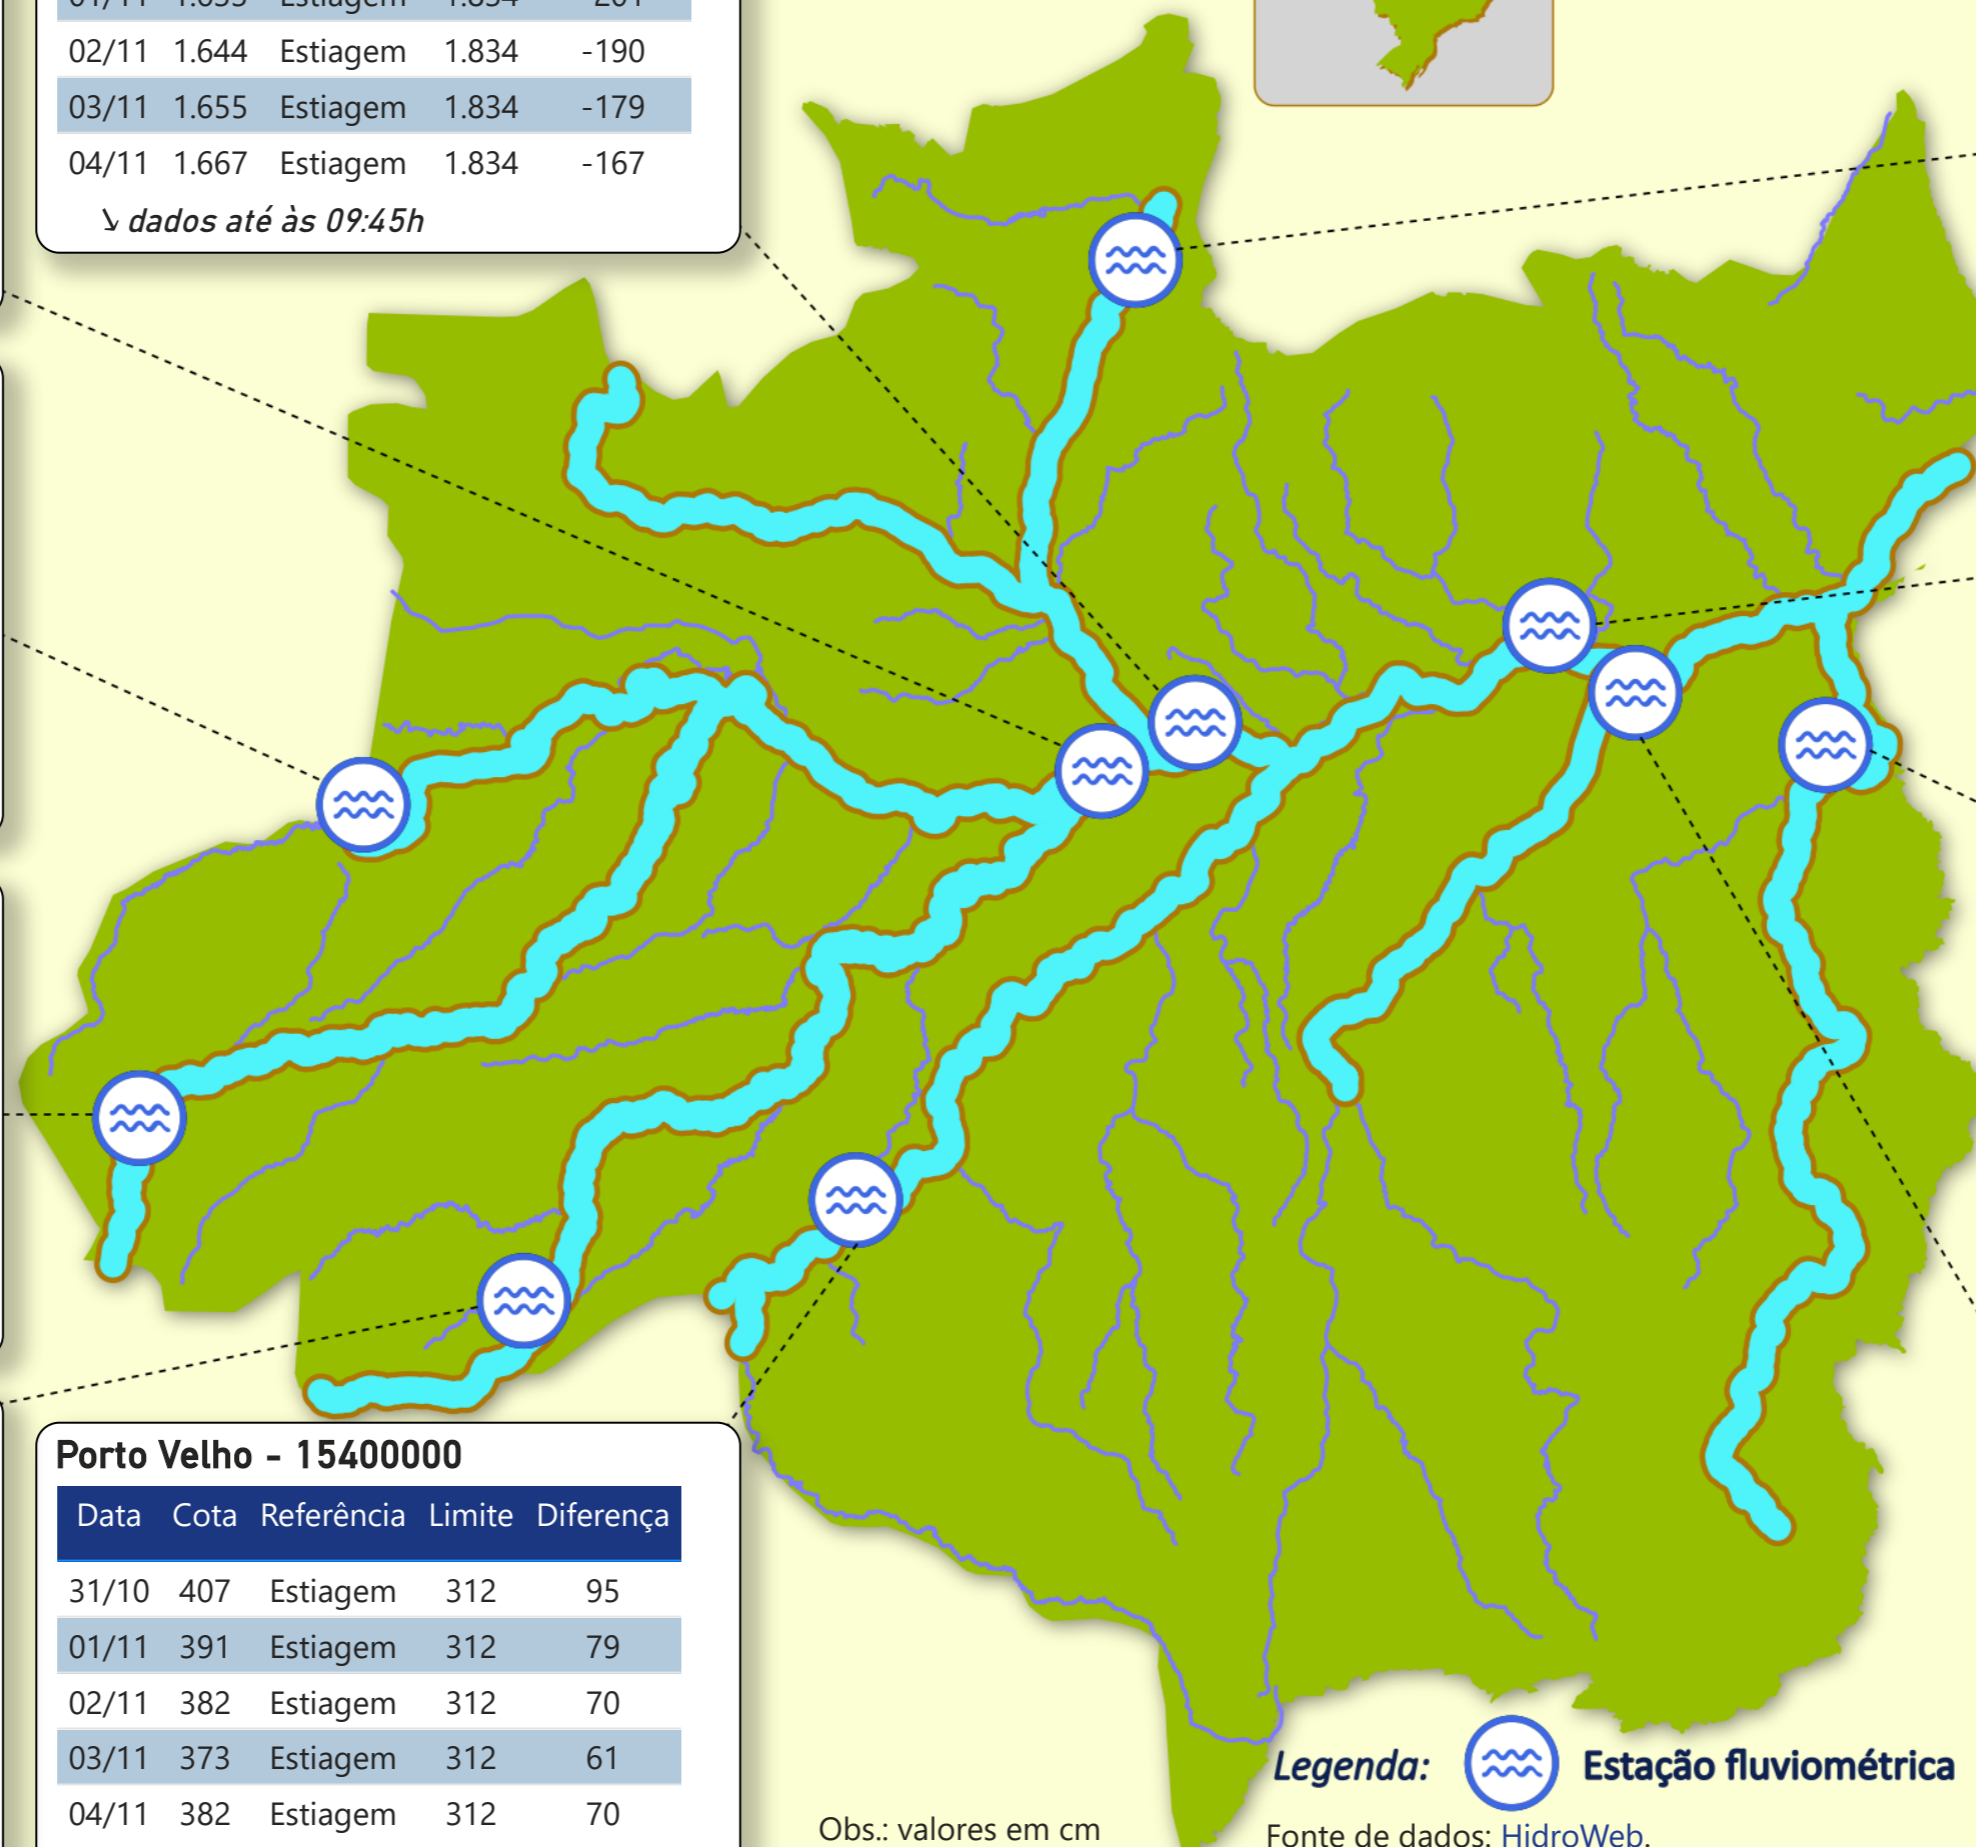 02/11 1.644 Estiagem 1.834 -190
03/11 1.655 Estiagem 1.834 -179
04/11 1.667 Estiagem 1.834 -167
↘ dados até às 09:45h
Porto Velho - 15400000
Data Cota Referência Limite Diferença
31/10 407 Estiagem 312 95
01/11 391 Estiagem 312 79
02/11 382 Estiagem 312 70
03/11 373 Estiagem 312 61
04/11 382 Estiagem 312 70
Legenda: Estação fluviométrica
Obs.: valores em cm
Fonte de dados: HidroWeb.